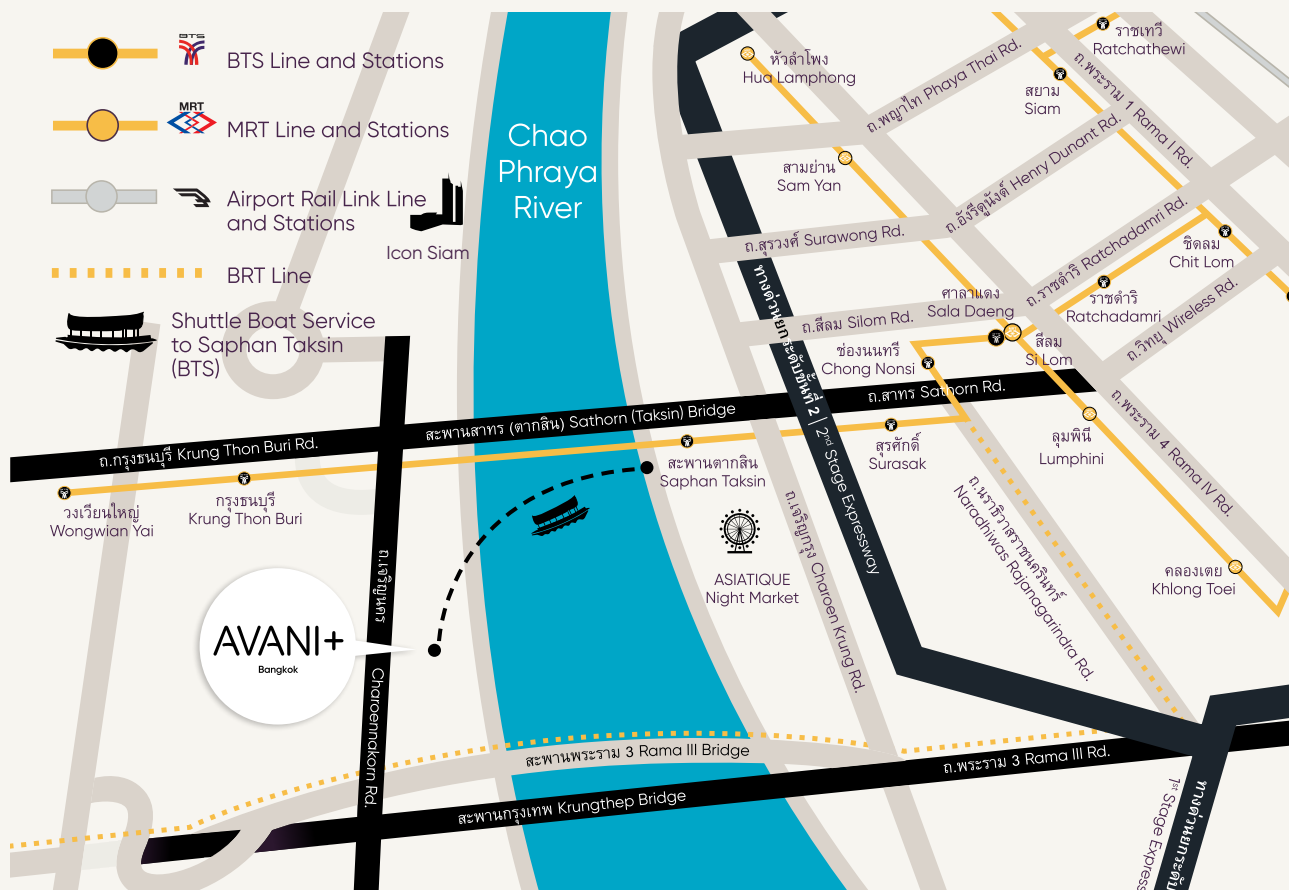 BTS
BTS Line and Stations
MRT
MRT Line and Stations
Airport Rail Link Line
and Stations
BRT Line
Shuttle Boat Service
to Saphan Taksin
(BTS)
Icon Siam
Chao
Phraya
River
หัวลำโพง
Hua Lamphong
ราชเทวี
Ratchathewi
สยาม
Siam
ถ.พญาไท Phaya Thai Rd.
ถ.พระราม 1 Rama I Rd.
สามย่าน
Sam Yan
ถ.อังรีดูนังต์ Henry Dunant Rd.
ถ.สุรวงศ์ Surawong Rd.
ถ.ราชดำริ Ratchadamri Rd.
ชิดลม
Chit Lom
ราชดำริ
Ratchadamri
ศาลาแดง
Sala Daeng
ถ.สีลม Silom Rd.
สีลม
Si Lom
ถ.วิทยุ Wireless Rd.
ช่องนนทรี
Chong Nonsi
ทางด่วนยกระดับขั้นที่ 2 | 2nd Stage Expressway
ถ.สาทร Sathorn Rd.
สะพานสาทร (ตากสิน) Sathorn (Taksin) Bridge
ถ.กรุงธนบุรี Krung Thon Buri Rd.
ถ.พระราม 4 Rama IV Rd.
ลุมพินี
Lumphini
สุรศักดิ์
Surasak
สะพานตากสิน
Saphan Taksin
กรุงธนบุรี
Krung Thon Buri
วงเวียนใหญ่
Wongwian Yai
ถ.เจริญนคร
Charoennakorn Rd.
ถ.เจริญกรุง Charoen Krung Rd.
ถ.นราธิวาสราชนครินทร์
Naradhiwas Rajanagarindra Rd.
คลองเตย
Khlong Toei
ASIATIQUE
Night Market
AVANI+
Bangkok
สะพานพระราม 3 Rama III Bridge
ถ.พระราม 3 Rama III Rd.
สะพานกรุงเทพ Krungthep Bridge
1st Stage Express